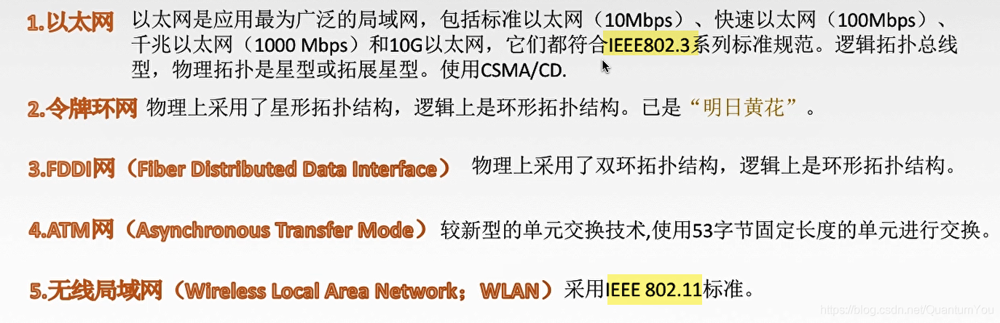 1.以太网 以太网是应用最为广泛的局域网，包括标准以太网（10Mbps）、快速以太网（100Mbps）、
千兆以太网（1000 Mbps）和10G以太网，它们都符合IEEE802.3系列标准规范。逻辑拓扑总线
型，物理拓扑是星型或拓展星型。使用CSMA/CD.
2.令牌环网 物理上采用了星形拓扑结构，逻辑上是环形拓扑结构。己是“明日黄花”。
3.FDDI网（Fiber Distributed Data Interface） 物理上采用了双环拓扑结构，逻辑上是环形拓扑结构。
4.ATM网（Asynchronous Transfer Mode）较新型的单元交换技术,使用53字节固定长度的单元进行交换。
5.无线局域网（Wireless Local Area Network；WLAN）采用IEEE 802.11标准。
https://blog.csdn.net/QuantumYou